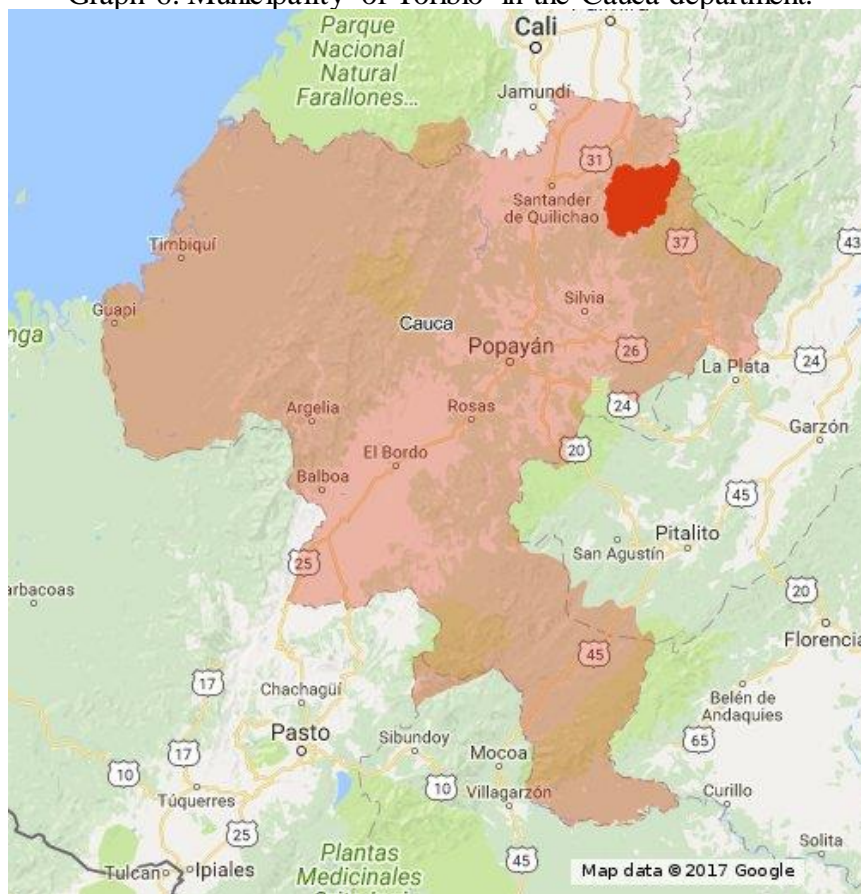 Graph 6: Municipality of Toribío in the Cauca department.
Parque
Nacional
Natural
Farallones...
Cali
Jamundí
31
Santander
de Quilichao
Timbiquí
37
43
Guapi
Silvia
nga
Cauca
Popayán
26
24
La Plata
Argelia
Rosas
24
Garzón
El Bordo
20
Balboa
45
Pitalito
San Agustín
25
arbacoas
20
Florencia
45
17
Chachagüí
Belén de
Andaquíes
Pasto
Sibundoy
65
17
Mocoa
10
10
Villagarzón
Curillo
Túquerres
25
Solita
Plantas
Medicinales
45
Tulcan
Ipiales
Map data ©2017 Google